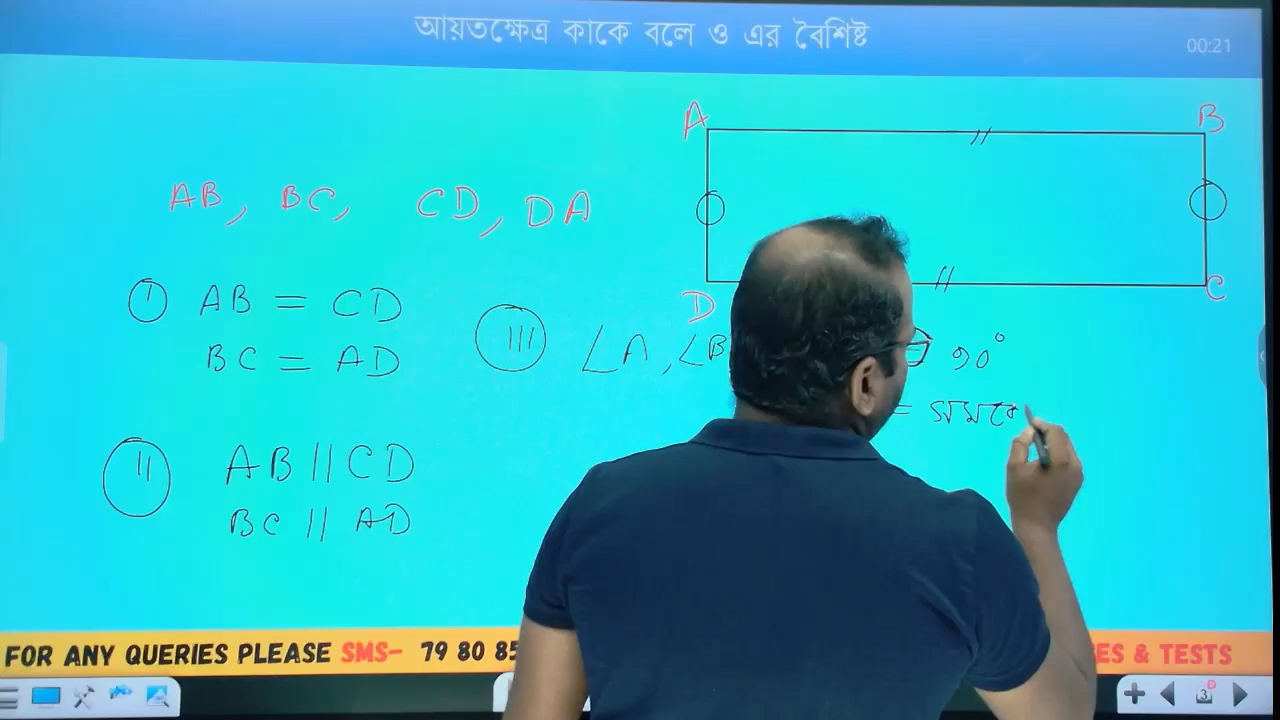 আয়তক্ষেত্র কাকে বলে ও এর বৈশিষ্ট
00:21
A
B
AB, BC, CD, DA
D
C
I AB = CD
BC = AD
III ∠A, ∠B
90°
=
II AB || CD
BC || AD
FOR ANY QUERIES PLEASE SMS- 79 80 85
& TESTS
3